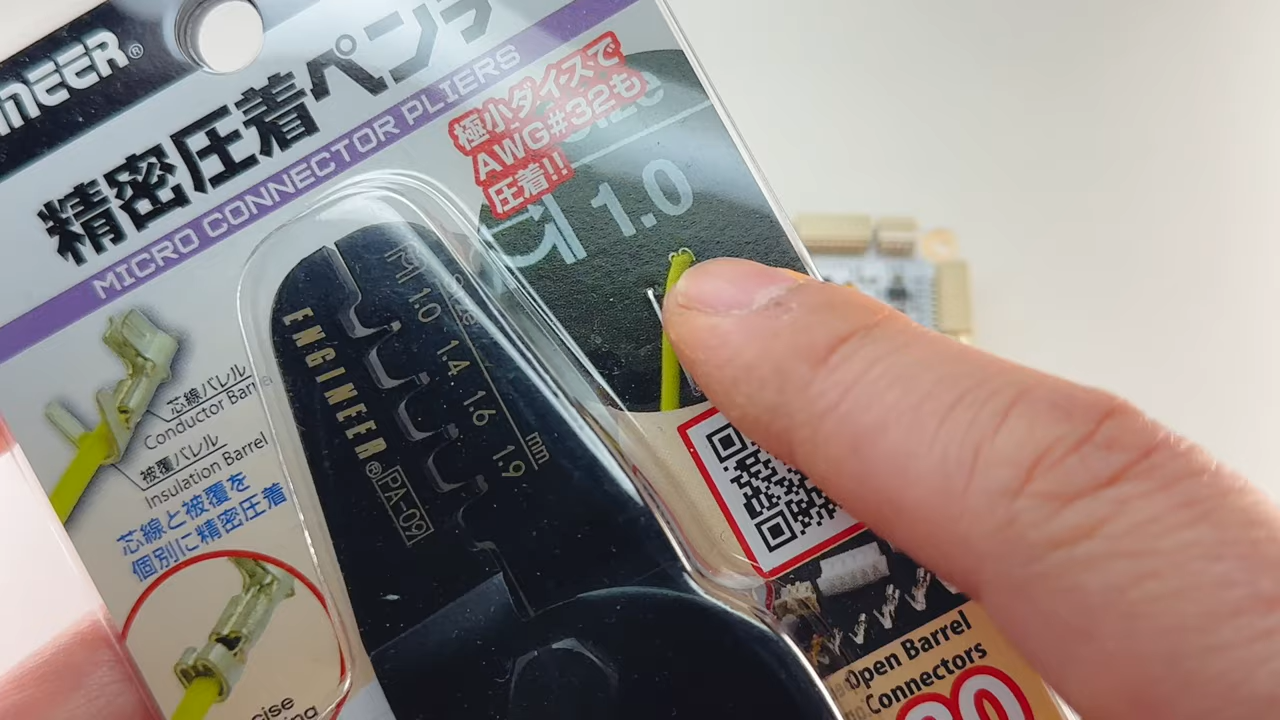 精密圧着ペン
MICRO CONNECTOR PLIERS
極小ダイスで
AWG#32も
圧着!!
1.0
芯線バレル
Conductor
被覆バレル
Insulation Barrel
芯線と被覆を
個別に精密圧着
ENGINEER®
PA-09
M Size
1.0
1.4
1.6
1.9
mm
Open Barrel
Connectors